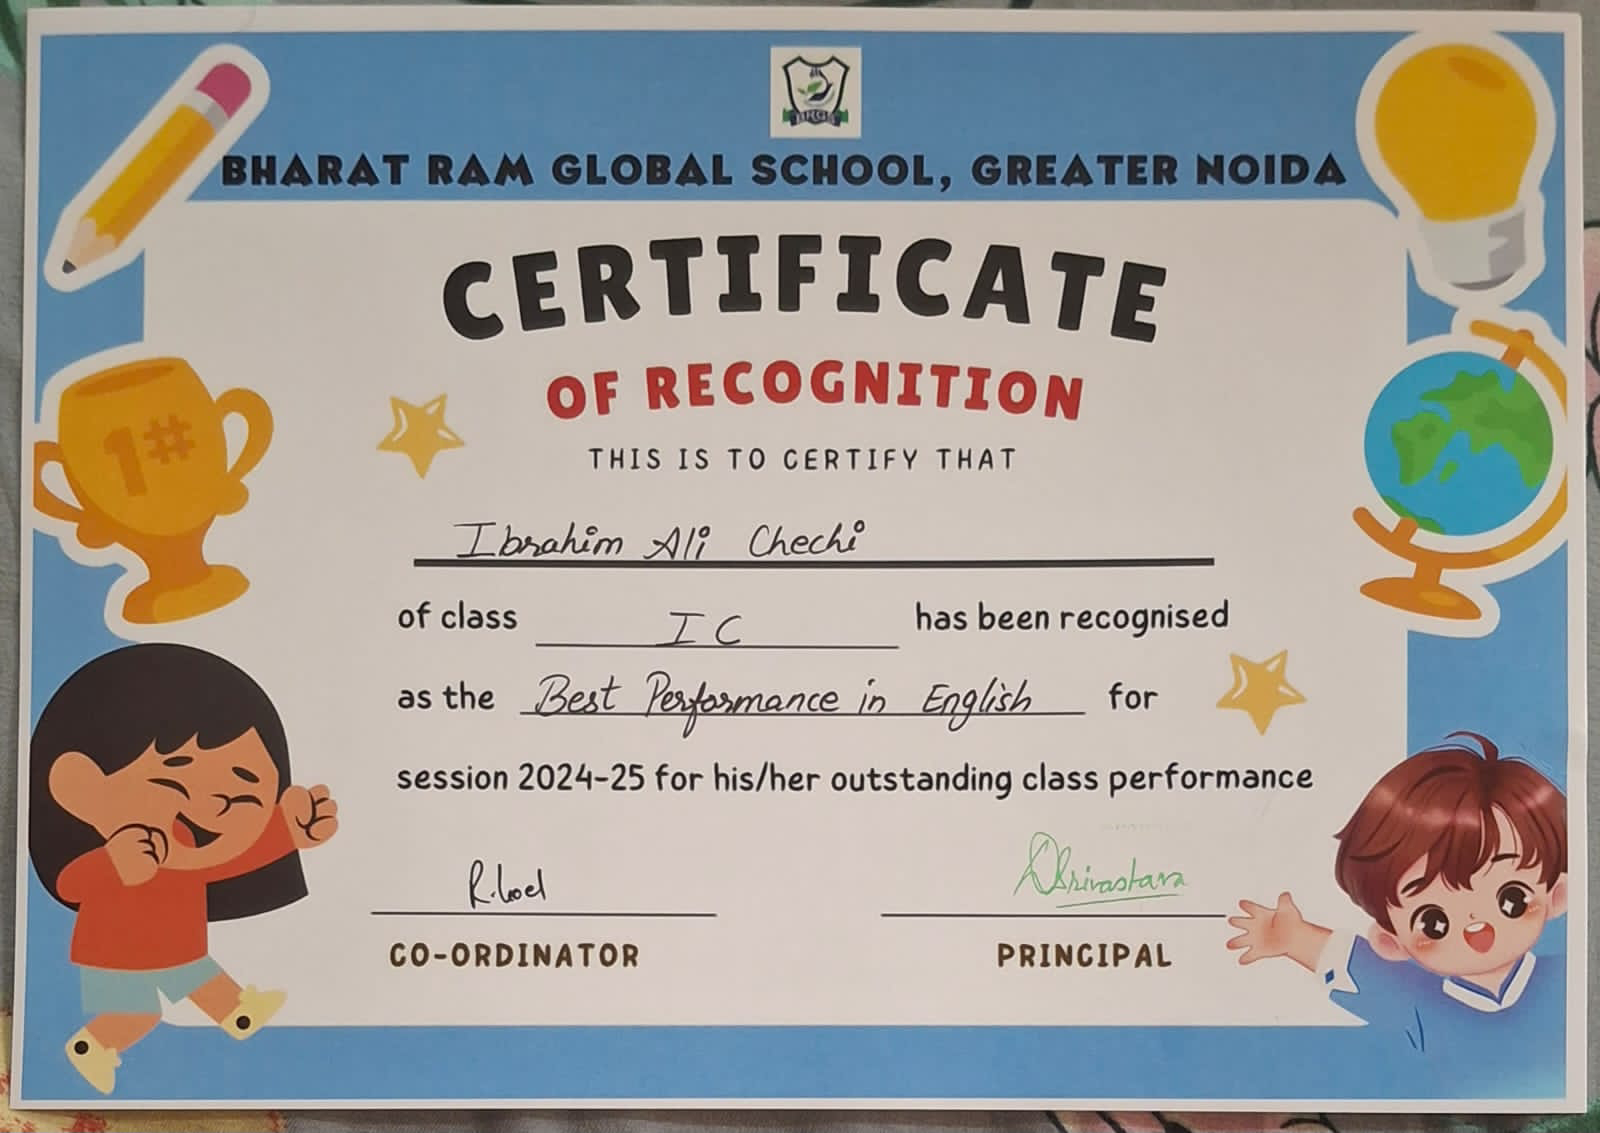 BHARAT RAM GLOBAL SCHOOL, GREATER NOIDA
CERTIFICATE
OF RECOGNITION
THIS IS TO CERTIFY THAT
Ibrahim Ali Chechi
of class I C has been recognised
as the Best Performance in English for
session 2024-25 for his/her outstanding class performance
Srivastava
CO-ORDINATOR PRINCIPAL
1#